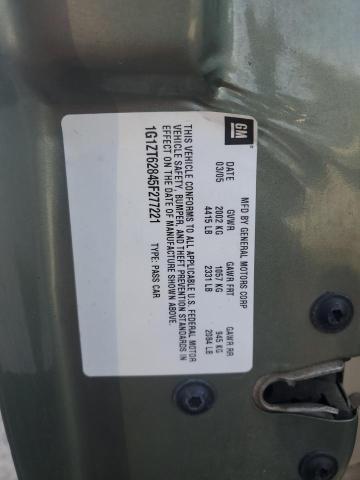 GM
MFD BY GENERAL MOTORS CORP
DATE GVWR GAWR FRT GAWR RR
03/05 2002 KG 1057 KG 945 KG
4415 LB 2331 LB 2084 LB
THIS VEHICLE CONFORMS TO ALL APPLICABLE U.S. FEDERAL MOTOR
VEHICLE SAFETY, BUMPER, AND THEFT PREVENTION STANDARDS IN
EFFECT ON THE DATE OF MANUFACTURE SHOWN ABOVE.
1G1ZT62845F277221 TYPE: PASS CAR